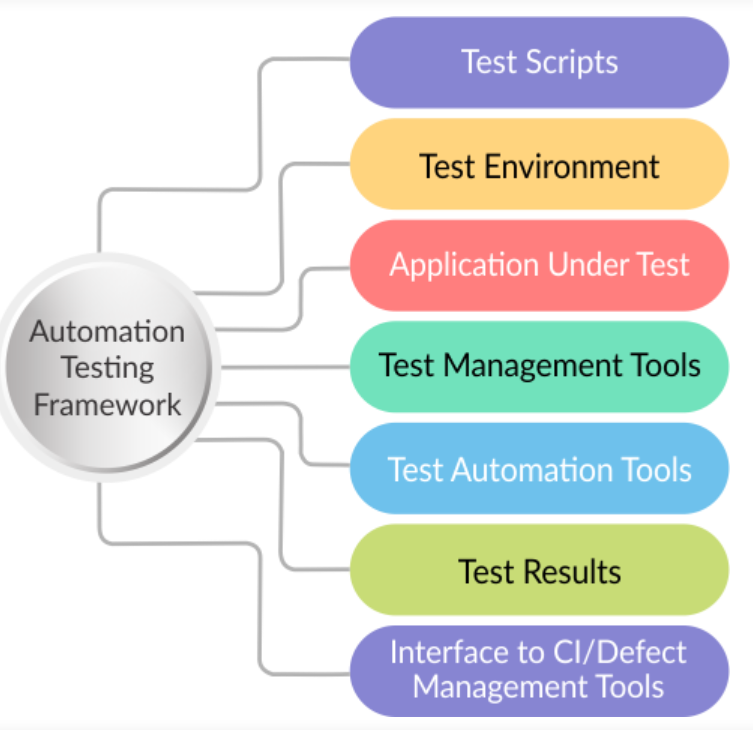 Test Scripts
Test Environment
Application Under Test
Automation
Testing
Framework
Test Management Tools
Test Automation Tools
Test Results
Interface to CI/Defect
Management Tools